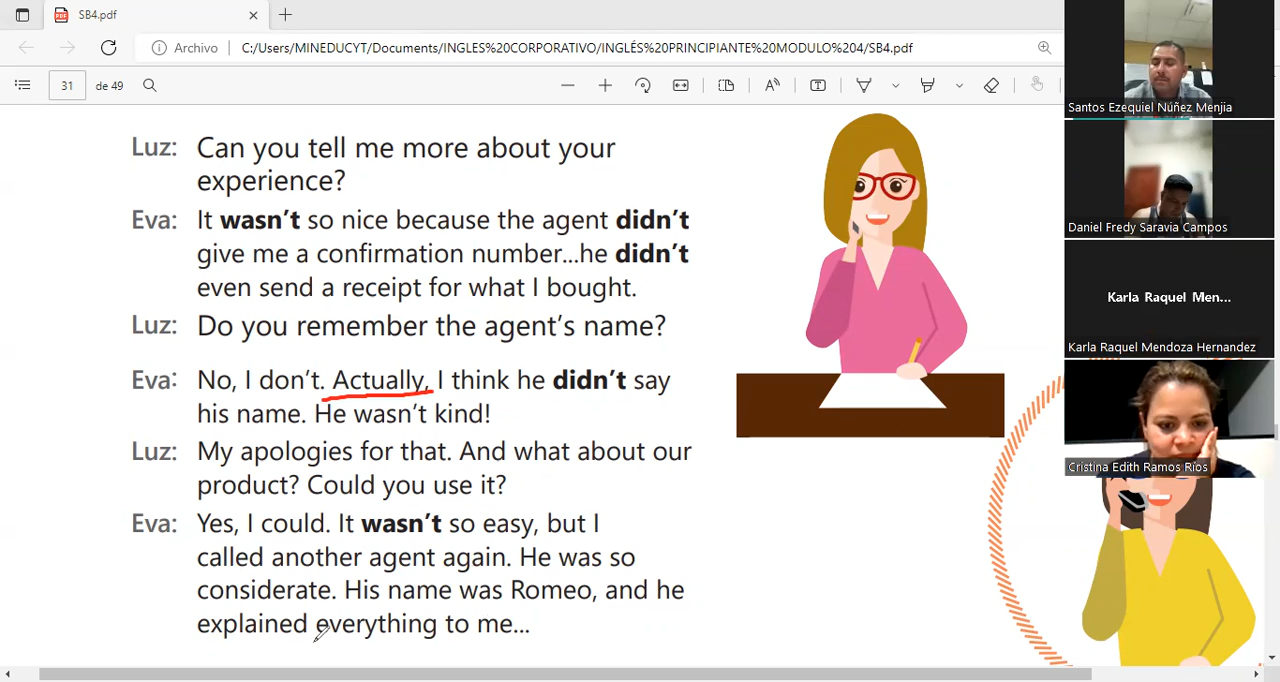 SB4.pdf
Archivo
C:/Users/MINEDUCYT/Documents/INGLES%20CORPORATIVO/INGLÉS%20PRINCIPIANTE%20MODULO%204/SB4.pdf
31 de 49
Luz: Can you tell me more about your
experience?
Eva: It wasn't so nice because the agent didn't
give me a confirmation number...he didn't
even send a receipt for what I bought.
Luz: Do you remember the agent's name?
Eva: No, I don't. Actually, I think he didn't say
his name. He wasn't kind!
Luz: My apologies for that. And what about our
product? Could you use it?
Eva: Yes, I could. It wasn't so easy, but I
called another agent again. He was so
considerate. His name was Romeo, and he
explained everything to me...
Santos Ezequiel Núñez Menjia
Daniel Fredy Saravia Campos
Karla Raquel Men...
Karla Raquel Mendoza Hernandez
Cristina Edith Ramos Ríos